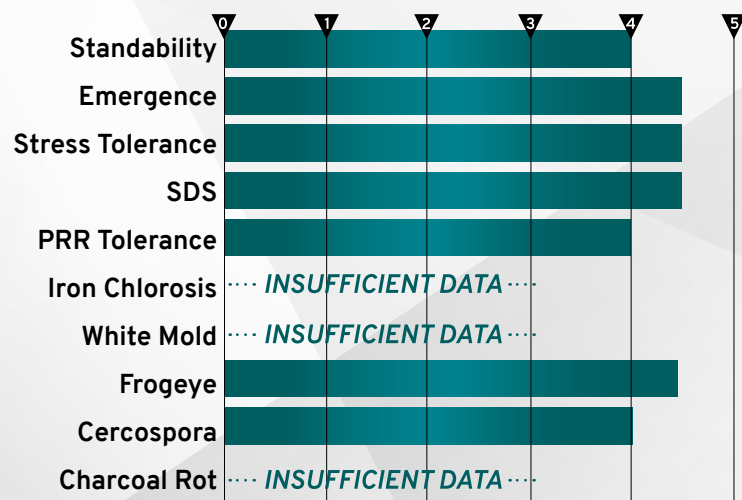 0 1 2 3 4 5
Standability
Emergence
Stress Tolerance
SDS
PRR Tolerance
Iron Chlorosis ···· INSUFFICIENT DATA ····
White Mold ···· INSUFFICIENT DATA ····
Frogeye
Cercospora
Charcoal Rot ···· INSUFFICIENT DATA ····